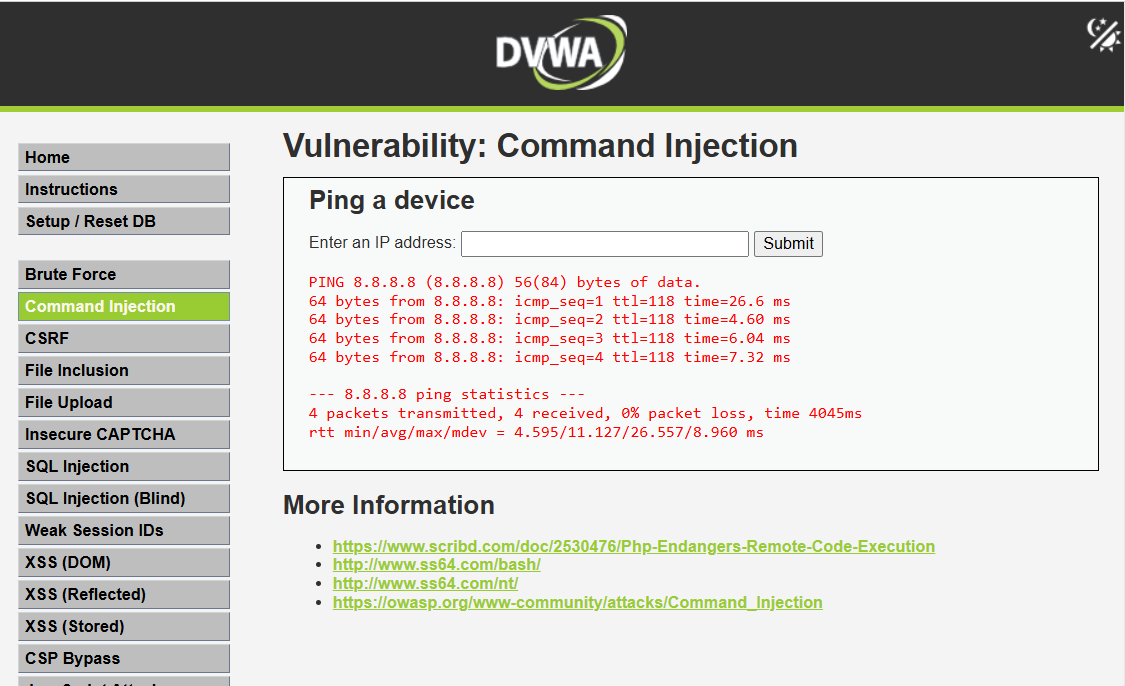 DVWA
Home
Instructions
Setup / Reset DB
Brute Force
Command Injection
CSRF
File Inclusion
File Upload
Insecure CAPTCHA
SQL Injection
SQL Injection (Blind)
Weak Session IDs
XSS (DOM)
XSS (Reflected)
XSS (Stored)
CSP Bypass
Vulnerability: Command Injection
Ping a device
Enter an IP address: Submit
PING 8.8.8.8 (8.8.8.8) 56(84) bytes of data.
64 bytes from 8.8.8.8: icmp_seq=1 ttl=118 time=26.6 ms
64 bytes from 8.8.8.8: icmp_seq=2 ttl=118 time=4.60 ms
64 bytes from 8.8.8.8: icmp_seq=3 ttl=118 time=6.04 ms
64 bytes from 8.8.8.8: icmp_seq=4 ttl=118 time=7.32 ms
--- 8.8.8.8 ping statistics ---
4 packets transmitted, 4 received, 0% packet loss, time 4045ms
rtt min/avg/max/mdev = 4.595/11.127/26.557/8.960 ms
More Information
https://www.scribd.com/doc/2530476/Php-Endangers-Remote-Code-Execution
http://www.ss64.com/bash/
http://www.ss64.com/nt/
https://owasp.org/www-community/attacks/Command_Injection